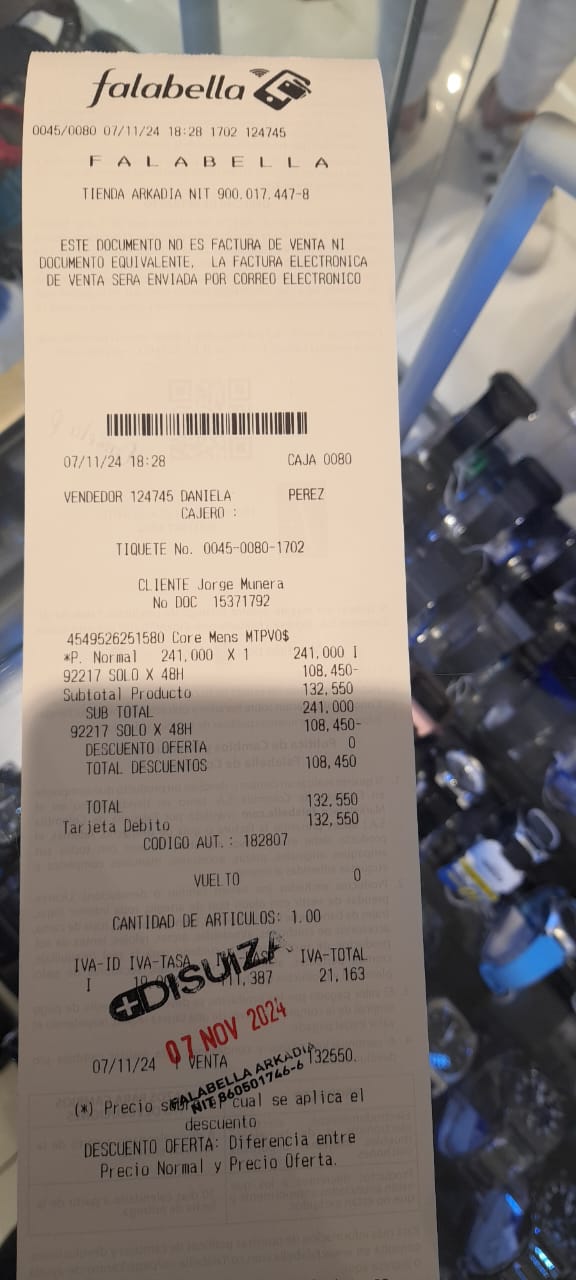 falabella
0045/0080 07/11/24 18:28 1702 124745
F A L A B E L L A
TIENDA ARKADIA NIT 900.017.447-8
ESTE DOCUMENTO NO ES FACTURA DE VENTA NI
DOCUMENTO EQUIVALENTE, LA FACTURA ELECTRONICA
DE VENTA SERA ENVIADA POR CORREO ELECTRONICO
07/11/24 18:28 CAJA 0080
VENDEDOR 124745 DANIELA PEREZ
CAJERO :
TIQUETE No. 0045-0080-1702
CLIENTE Jorge Munera
No DOC 15371792
4549526251580 Core Mens MTPVO$
*P. Normal 241,000 X 1 241,000 I
92217 SOLO X 48H 108,450-
Subtotal Producto 132,550
SUB TOTAL 241,000
92217 SOLO X 48H 108,450-
DESCUENTO OFERTA 0
TOTAL DESCUENTOS 108,450
TOTAL 132,550
Tarjeta Debito 132,550
CODIGO AUT.: 182807
VUELTO 0
CANTIDAD DE ARTICULOS: 1.00
IVA-ID IVA-TASA IVA-TOTAL
I 21,163
DISUIZA
07 NOV 2024
07/11/24 VENTA 132550.
FALABELLA ARKADIA
NIT 860501746-6
(*) Precio cual se aplica el
descuento
DESCUENTO OFERTA: Diferencia entre
Precio Normal y Precio Oferta.